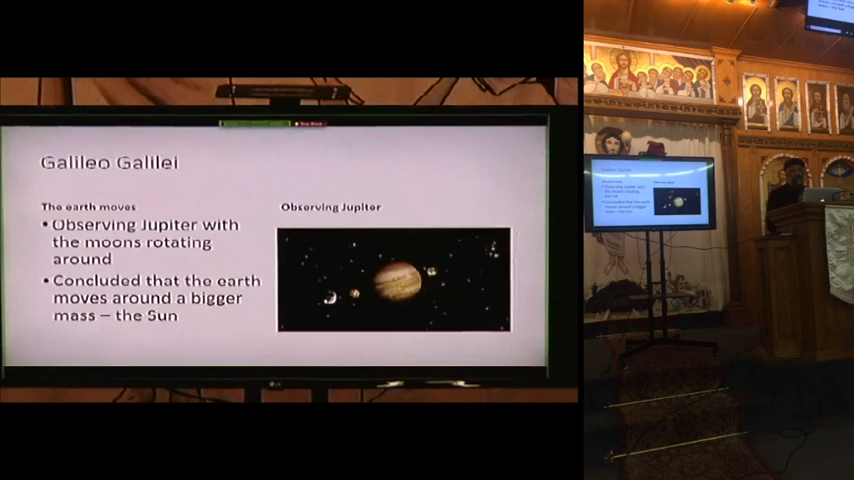 Galileo Galilei
The earth moves
• Observing Jupiter with
the moons rotating
around
• Concluded that the earth
moves around a bigger
mass – the Sun
Observing Jupiter
LG